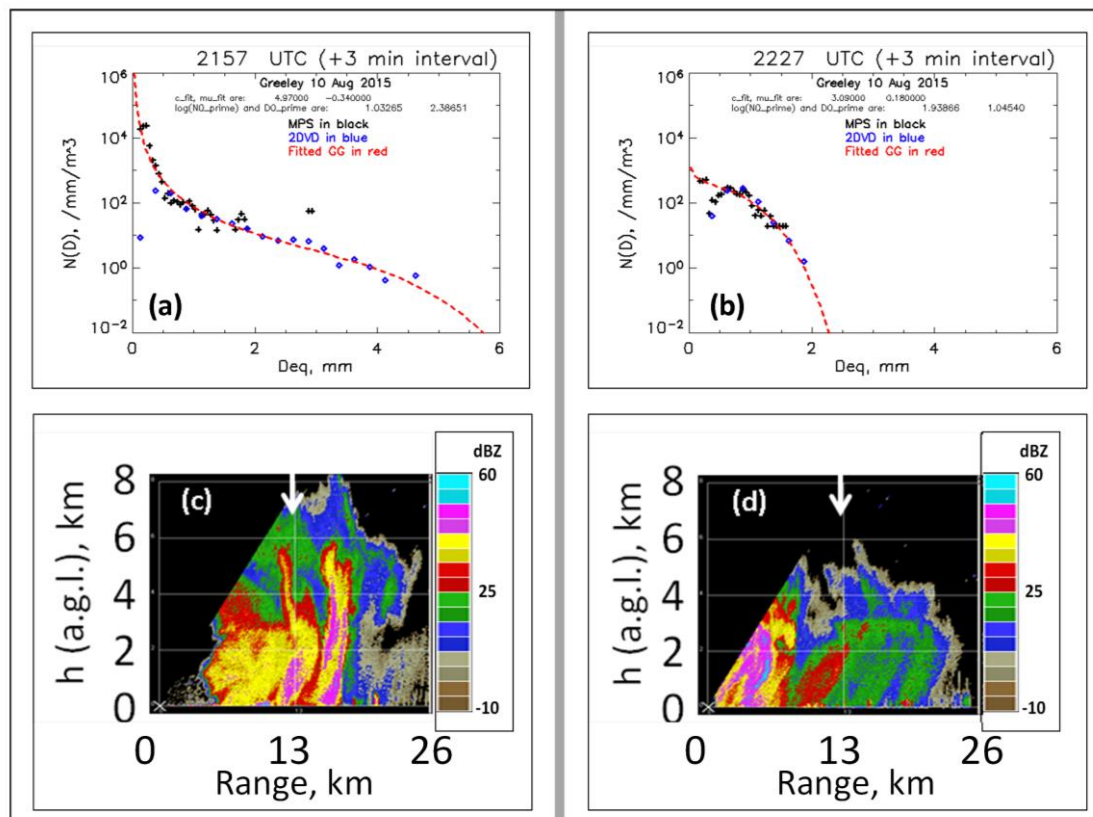 2157 UTC (+3 min interval)
Greeley 10 Aug 2015
c_fit, mu_fit are: 4.97000 -0.340000
log(N0_prime) and D0_prime are: 1.03265 2.38651
MPS in black
2DVD in blue
Fitted GG in red
N(D), /mm/m^3
10^6
10^4
10^2
10^0
10^-2
(a)
0 2 4 6
Deq, mm
2227 UTC (+3 min interval)
Greeley 10 Aug 2015
c_fit, mu_fit are: 3.09000 0.180000
log(N0_prime) and D0_prime are: 1.93866 1.04540
MPS in black
2DVD in blue
Fitted GG in red
N(D), /mm/m^3
10^6
10^4
10^2
10^0
10^-2
(b)
0 2 4 6
Deq, mm
(c)
h (a.g.l.), km
8
6
4
2
0
0 13 26
Range, km
dBZ
60
25
-10
(d)
h (a.g.l.), km
8
6
4
2
0
0 13 26
Range, km
dBZ
60
25
-10